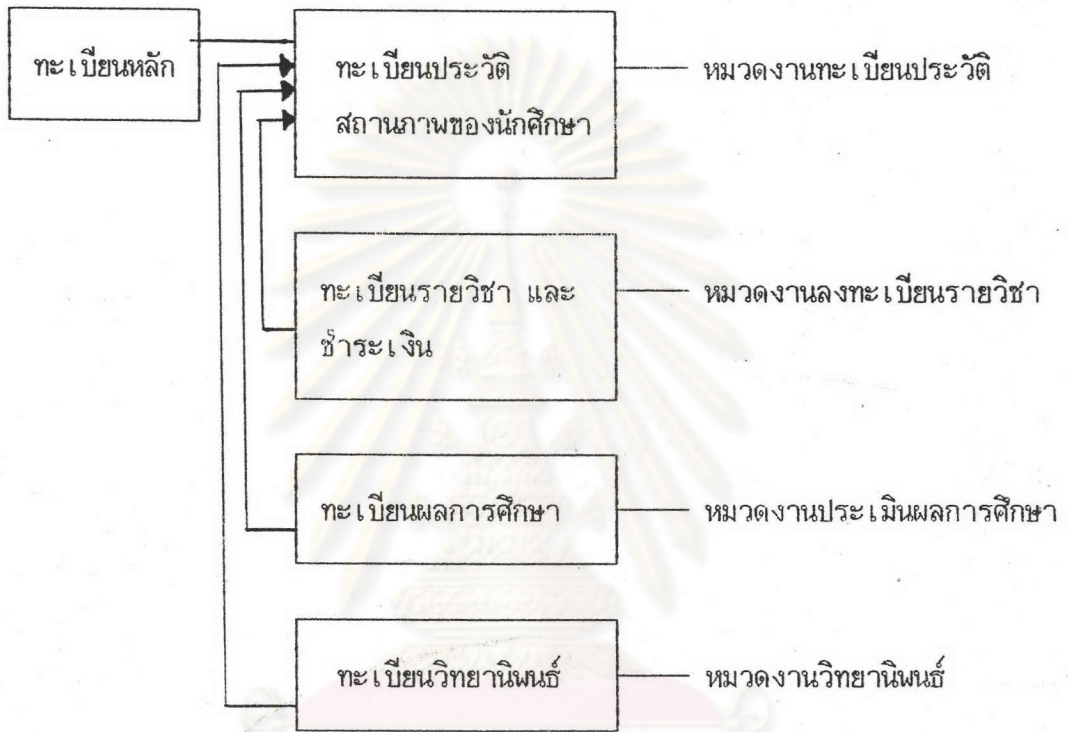 ทะเบียนหลัก
ทะเบียนประวัติ
สถานภาพของนักศึกษา
หมวดงานทะเบียนประวัติ
ทะเบียนรายวิชา และ
ชำระเงิน
หมวดงานลงทะเบียนรายวิชา
ทะเบียนผลการศึกษา
หมวดงานประเมินผลการศึกษา
ทะเบียนวิทยานิพนธ์
หมวดงานวิทยานิพนธ์